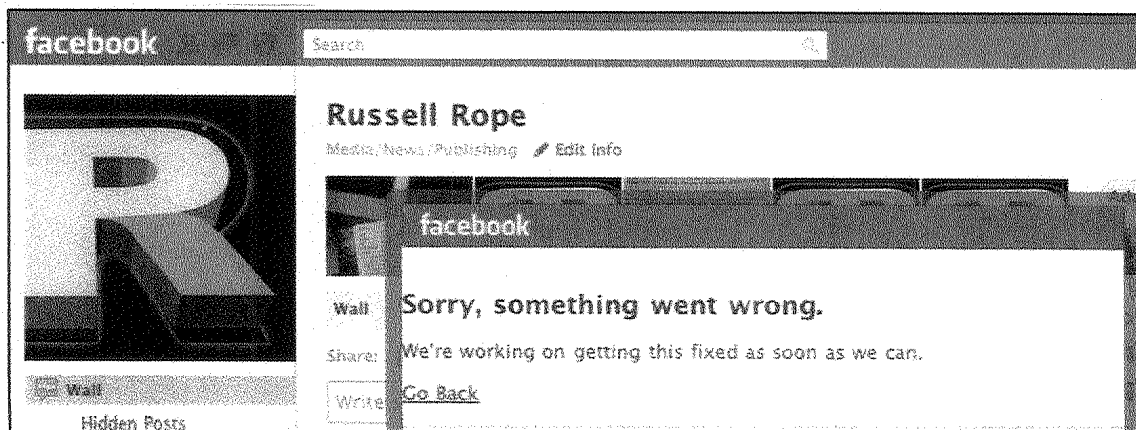 facebook
Search
Russell Rope
Media/News/Publishing Edit Info
R
facebook
Sorry, something went wrong.
We're working on getting this fixed as soon as we can.
Go Back
Wall
Share:
Write
Wall
Hidden Posts